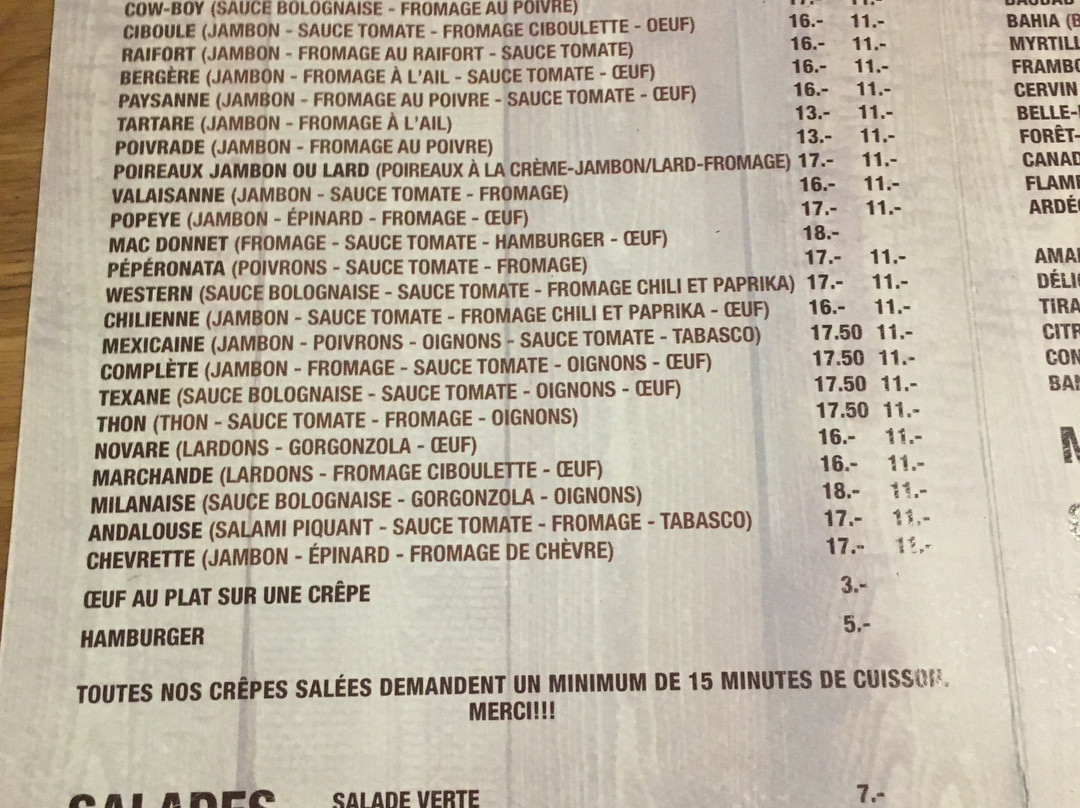 COW-BOY (SAUCE BOLOGNAISE - FROMAGE AU POIVRE) 17.- 11.-
CIBOULE (JAMBON - SAUCE TOMATE - FROMAGE CIBOULETTE - OEUF) 16.- 11.-
RAIFORT (JAMBON - FROMAGE AU RAIFORT - SAUCE TOMATE) 16.- 11.-
BERGÈRE (JAMBON - FROMAGE À L'AIL - SAUCE TOMATE - ŒUF) 16.- 11.-
PAYSANNE (JAMBON - FROMAGE AU POIVRE - SAUCE TOMATE - ŒUF) 16.- 11.-
TARTARE (JAMBON - FROMAGE À L'AIL) 13.- 11.-
POIVRADE (JAMBON - FROMAGE AU POIVRE) 13.- 11.-
POIREAUX JAMBON OU LARD (POIREAUX À LA CRÈME-JAMBON/LARD-FROMAGE) 17.- 11.-
VALAISANNE (JAMBON - SAUCE TOMATE - FROMAGE) 16.- 11.-
POPEYE (JAMBON - ÉPINARD - FROMAGE - ŒUF) 17.- 11.-
MAC DONNET (FROMAGE - SAUCE TOMATE - HAMBURGER - ŒUF) 18.-
PÉPÉRONATA (POIVRONS - SAUCE TOMATE - FROMAGE) 17.- 11.-
WESTERN (SAUCE BOLOGNAISE - SAUCE TOMATE - FROMAGE CHILI ET PAPRIKA) 17.- 11.-
CHILIENNE (JAMBON - SAUCE TOMATE - FROMAGE CHILI ET PAPRIKA - ŒUF) 16.- 11.-
MEXICAINE (JAMBON - POIVRONS - OIGNONS - SAUCE TOMATE - TABASCO) 17.50 11.-
COMPLÈTE (JAMBON - FROMAGE - SAUCE TOMATE - OIGNONS - ŒUF) 17.50 11.-
TEXANE (SAUCE BOLOGNAISE - SAUCE TOMATE - OIGNONS - ŒUF) 17.50 11.-
THON (THON - SAUCE TOMATE - FROMAGE - OIGNONS) 17.50 11.-
NOVARE (LARDONS - GORGONZOLA - ŒUF) 16.- 11.-
MARCHANDE (LARDONS - FROMAGE CIBOULETTE - ŒUF) 16.- 11.-
MILANAISE (SAUCE BOLOGNAISE - GORGONZOLA - OIGNONS) 18.- 11.-
ANDALOUSE (SALAMI PIQUANT - SAUCE TOMATE - FROMAGE - TABASCO) 17.- 11.-
CHEVRETTE (JAMBON - ÉPINARD - FROMAGE DE CHÈVRE) 17.- 11.-
ŒUF AU PLAT SUR UNE CRÊPE 3.-
HAMBURGER 5.-
TOUTES NOS CRÊPES SALÉES DEMANDENT UN MINIMUM DE 15 MINUTES DE CUISSON.
MERCI!!!
SALADES SALADE VERTE 7.-
BAHIA (B
MYRTILL
FRAMBO
CERVIN
BELLE-
FORÊT-
CANAD
FLAM
ARDÉ
AMA
DÉLI
TIRA
CITR
CON
BAN